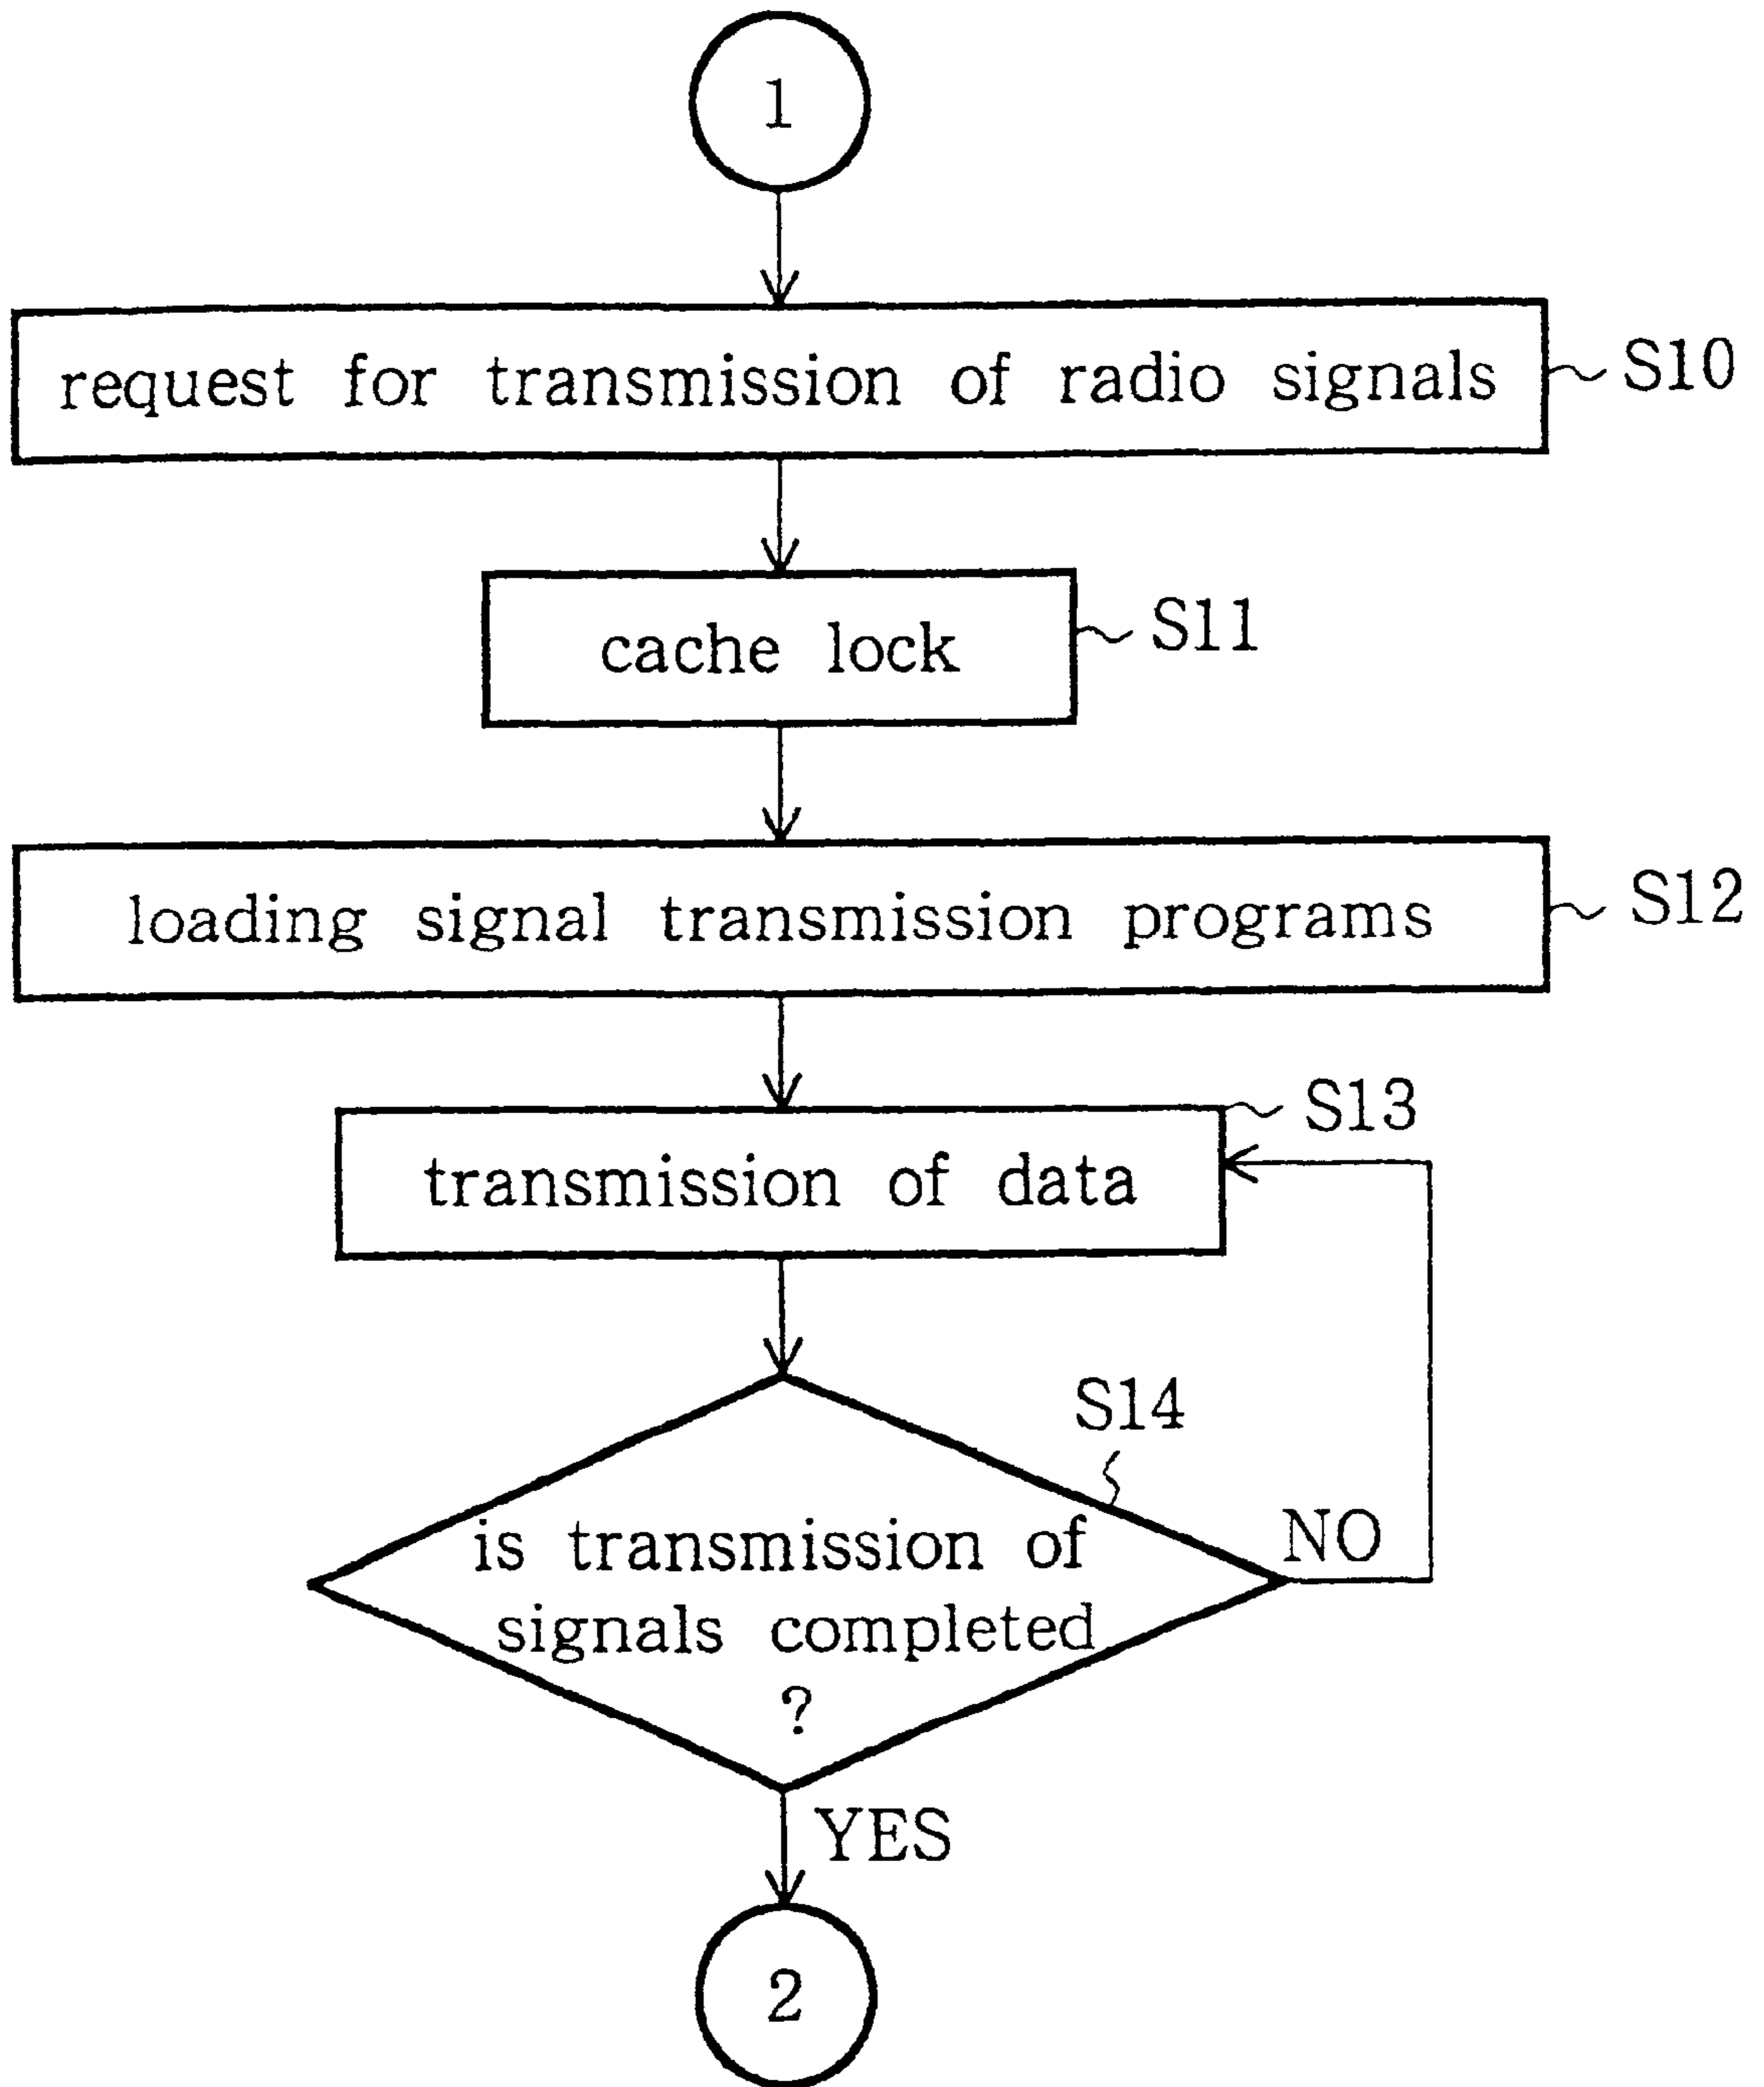 1
request for transmission of radio signals
S10
cache lock
S11
loading signal transmission programs
S12
S13
transmission of data
S14
is transmission of
signals completed
?
NO
YES
2